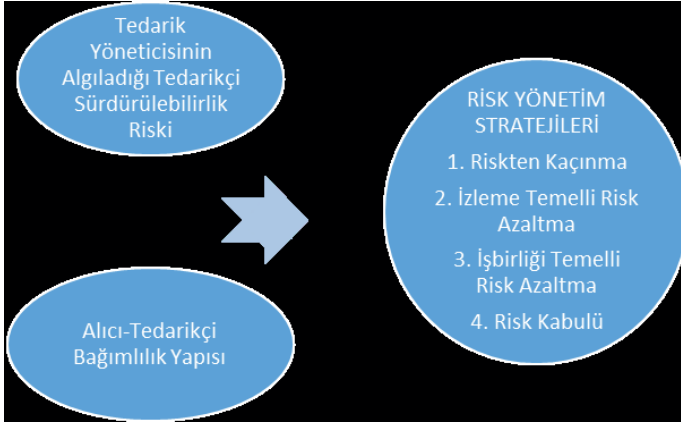 Tedarik
Yöneticisinin
Algıladığı Tedarikçi
Sürdürülebilirlik
Riski
Alıcı-Tedarikçi
Bağımlılık Yapısı
RİSK YÖNETİM
STRATEJİLERİ
1. Riskten Kaçınma
2. İzleme Temelli Risk
Azaltma
3. İşbirliği Temelli
Risk Azaltma
4. Risk Kabulü